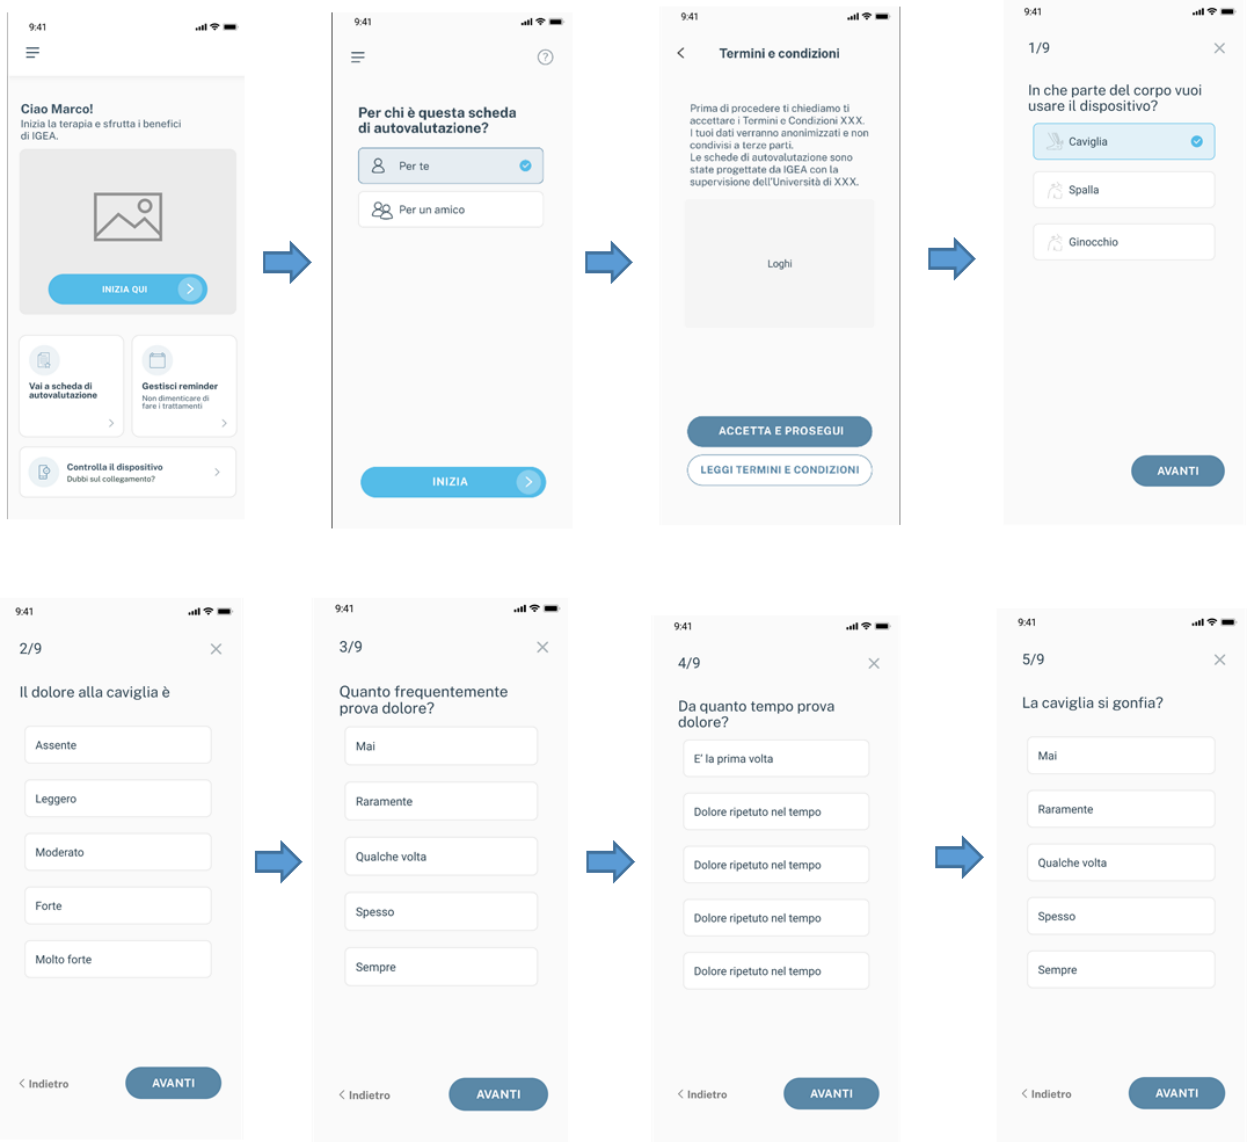 9:41
Ciao Marco!
Inizia la terapia e sfrutta i benefici
di IGEA.
INIZIA QUI
Vai a scheda di
autovalutazione
Gestisci reminder
Non dimenticare di
fare i trattamenti
Controlla il dispositivo
Dubbi sul collegamento?
9:41
?
Per chi è questa scheda
di autovalutazione?
Per te
Per un amico
INIZIA
9:41
Termini e condizioni
Prima di procedere ti chiediamo ti
accettare i Termini e Condizioni XXX.
I tuoi dati verranno anonimizzati e non
condivisi a terze parti.
Le schede di autovalutazione sono
state progettate da IGEA con la
supervisione dell'Università di XXX.
Loghi
ACCETTA E PROSEGUI
LEGGI TERMINI E CONDIZIONI
9:41
1/9
In che parte del corpo vuoi
usare il dispositivo?
Caviglia
Spalla
Ginocchio
AVANTI
9:41
2/9
Il dolore alla caviglia è
Assente
Leggero
Moderato
Forte
Molto forte
Indietro
AVANTI
9:41
3/9
Quanto frequentemente
prova dolore?
Mai
Raramente
Qualche volta
Spesso
Sempre
Indietro
AVANTI
9:41
4/9
Da quanto tempo prova
dolore?
E' la prima volta
Dolore ripetuto nel tempo
Dolore ripetuto nel tempo
Dolore ripetuto nel tempo
Dolore ripetuto nel tempo
Indietro
AVANTI
9:41
5/9
La caviglia si gonfia?
Mai
Raramente
Qualche volta
Spesso
Sempre
Indietro
AVANTI